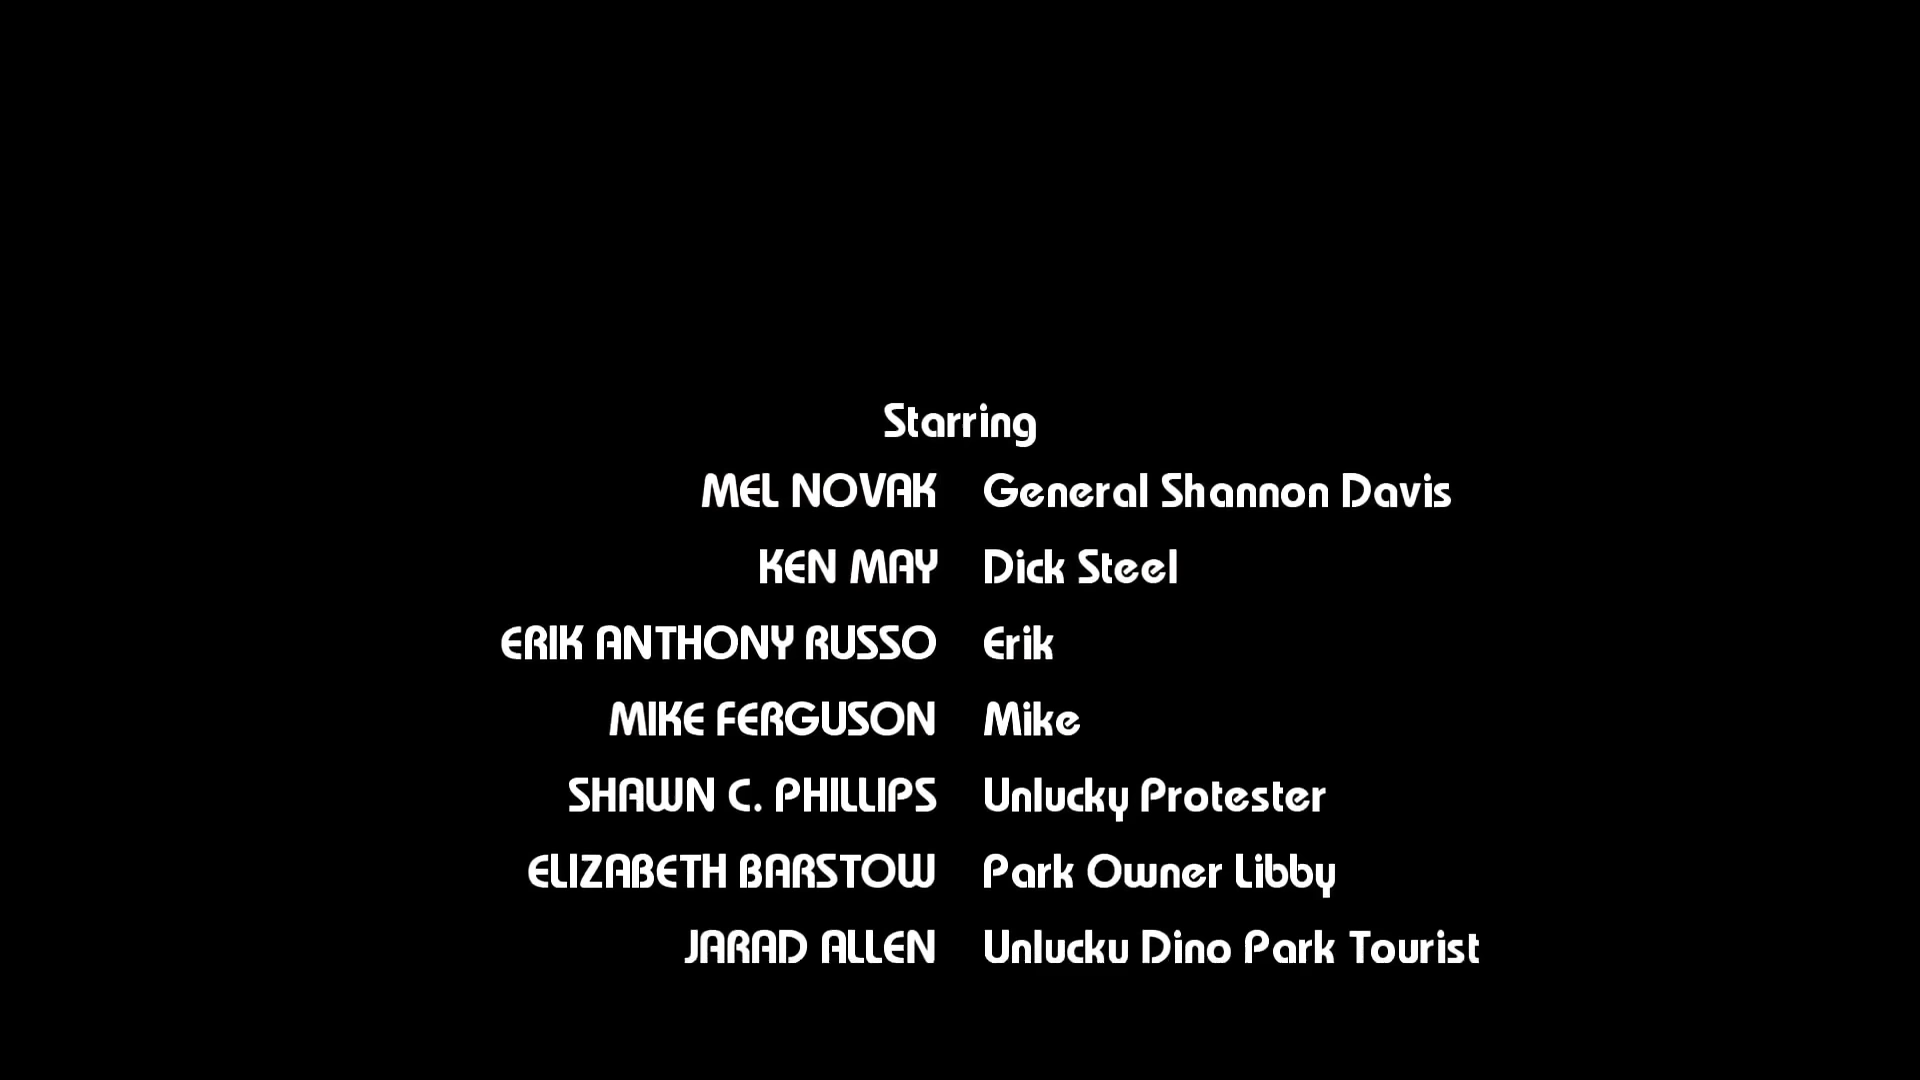 Starring
MEL NOVAK General Shannon Davis
KEN MAY Dick Steel
ERIK ANTHONY RUSSO Erik
MIKE FERGUSON Mike
SHAWN C. PHILLIPS Unlucky Protester
ELIZABETH BARSTOW Park Owner Libby
JARAD ALLEN Unlucku Dino Park Tourist